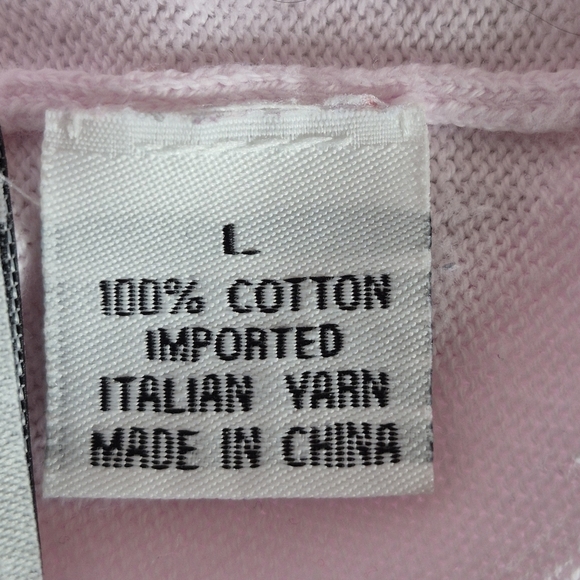 L
100% COTTON
IMPORTED
ITALIAN YARN
MADE IN CHINA